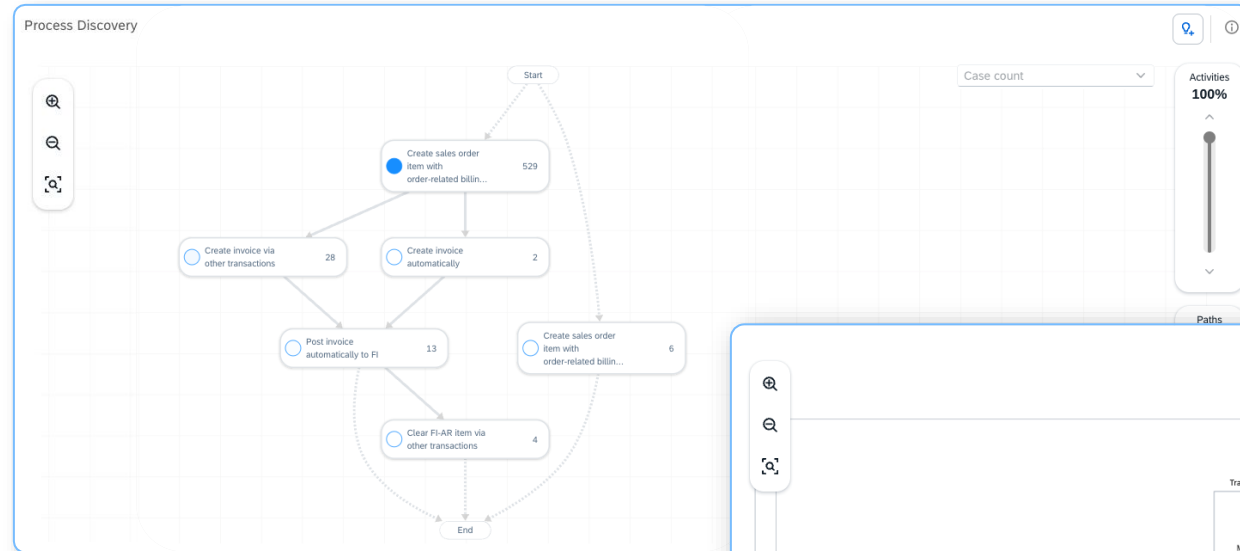 Process Discovery
Start
Case count
Activities
100%
Create sales order
item with
order-related billin...
529
Create invoice via
other transactions
28
Create invoice
automatically
2
Post invoice
automatically to FI
13
Create sales order
item with
order-related billin...
6
Paths
Clear FI-AR item via
other transactions
4
End
Tra